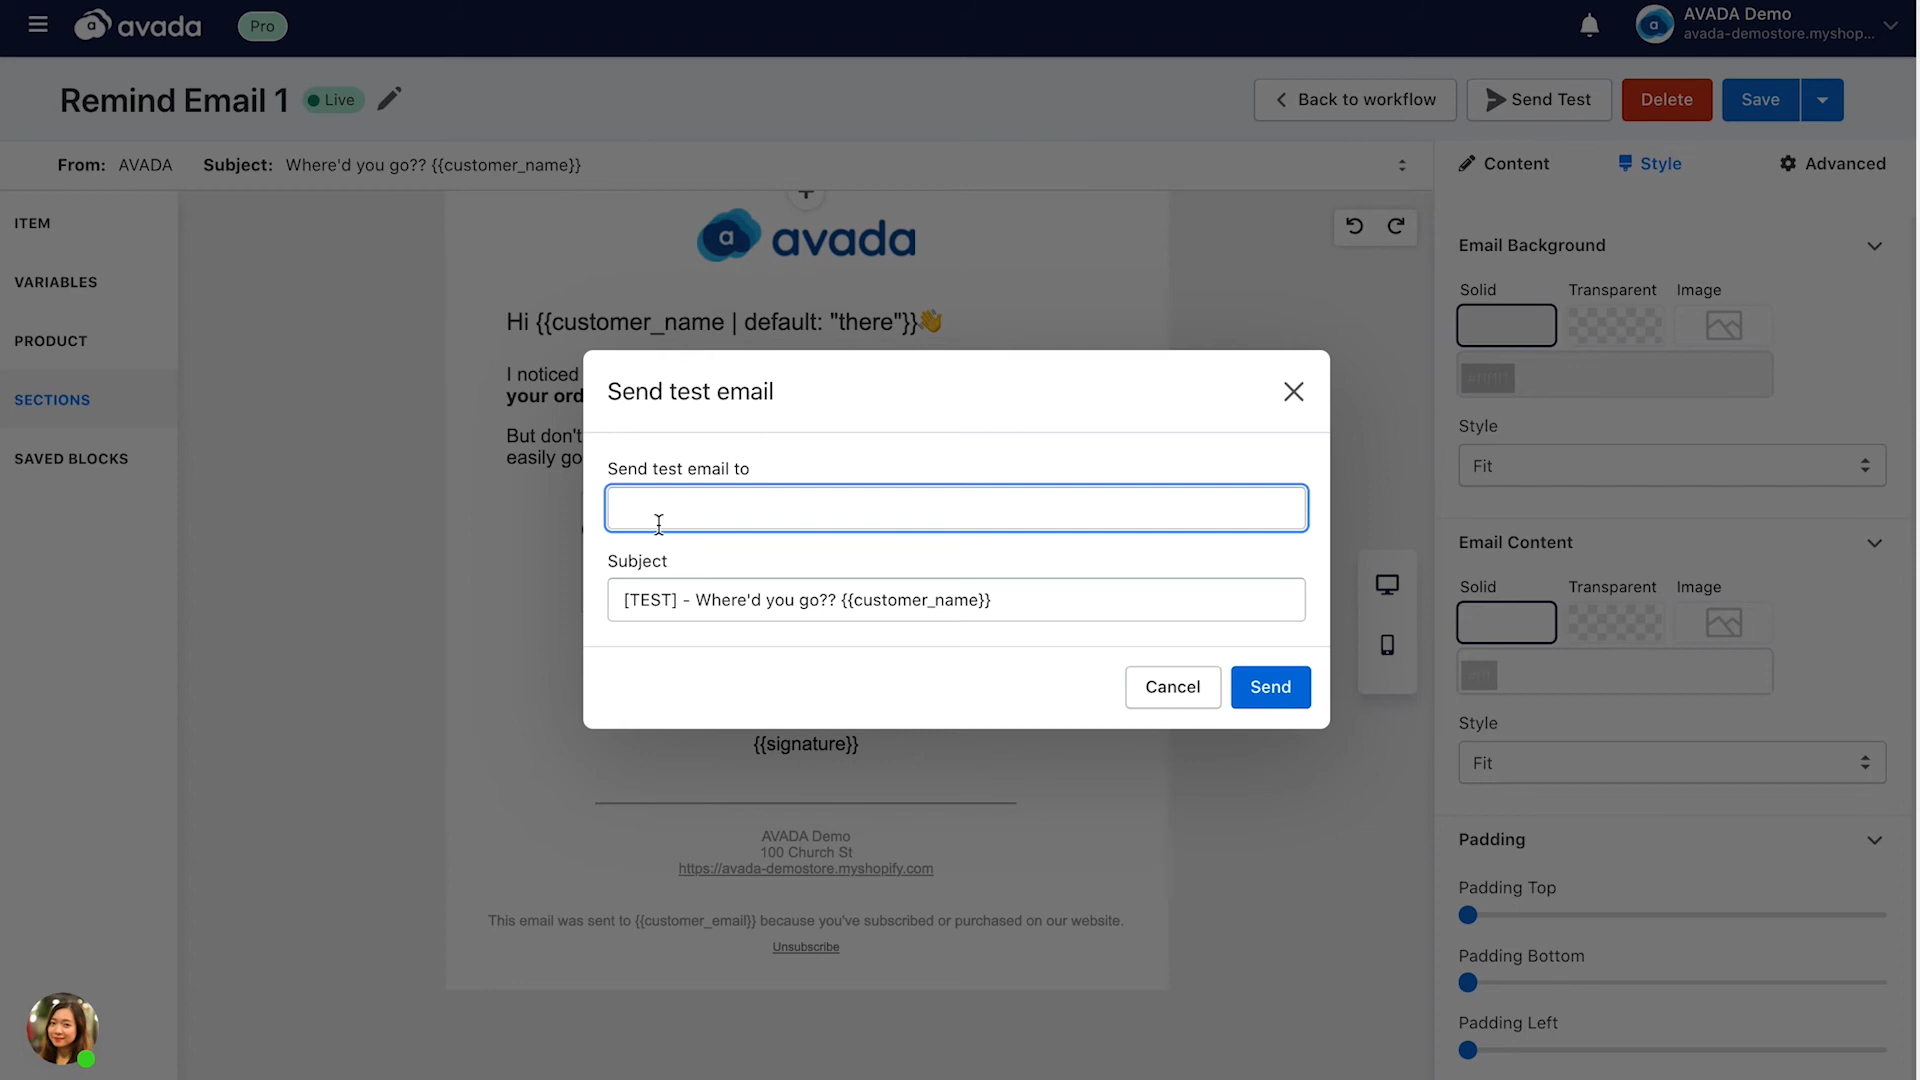 avada
Pro
AVADA Demo
avada-demostore.myshop...
Remind Email 1
Live
Back to workflow
Send Test
Delete
Save
From: AVADA
Subject: Where'd you go?? {{customer_name}}
Content
Style
Advanced
ITEM
VARIABLES
PRODUCT
SECTIONS
SAVED BLOCKS
a avada
Hi {{customer_name | default: "there"}}👋
I noticed
your ord
But don't
easily go
Send test email
Send test email to
Subject
[TEST] - Where'd you go?? {{customer_name}}
Cancel
Send
{{signature}}
AVADA Demo
100 Church St
https://avada-demostore.myshopify.com
This email was sent to {{customer_email}} because you've subscribed or purchased on our website.
Unsubscribe
Email Background
Solid
Transparent
Image
Style
Fit
Email Content
Solid
Transparent
Image
Style
Fit
Padding
Padding Top
Padding Bottom
Padding Left